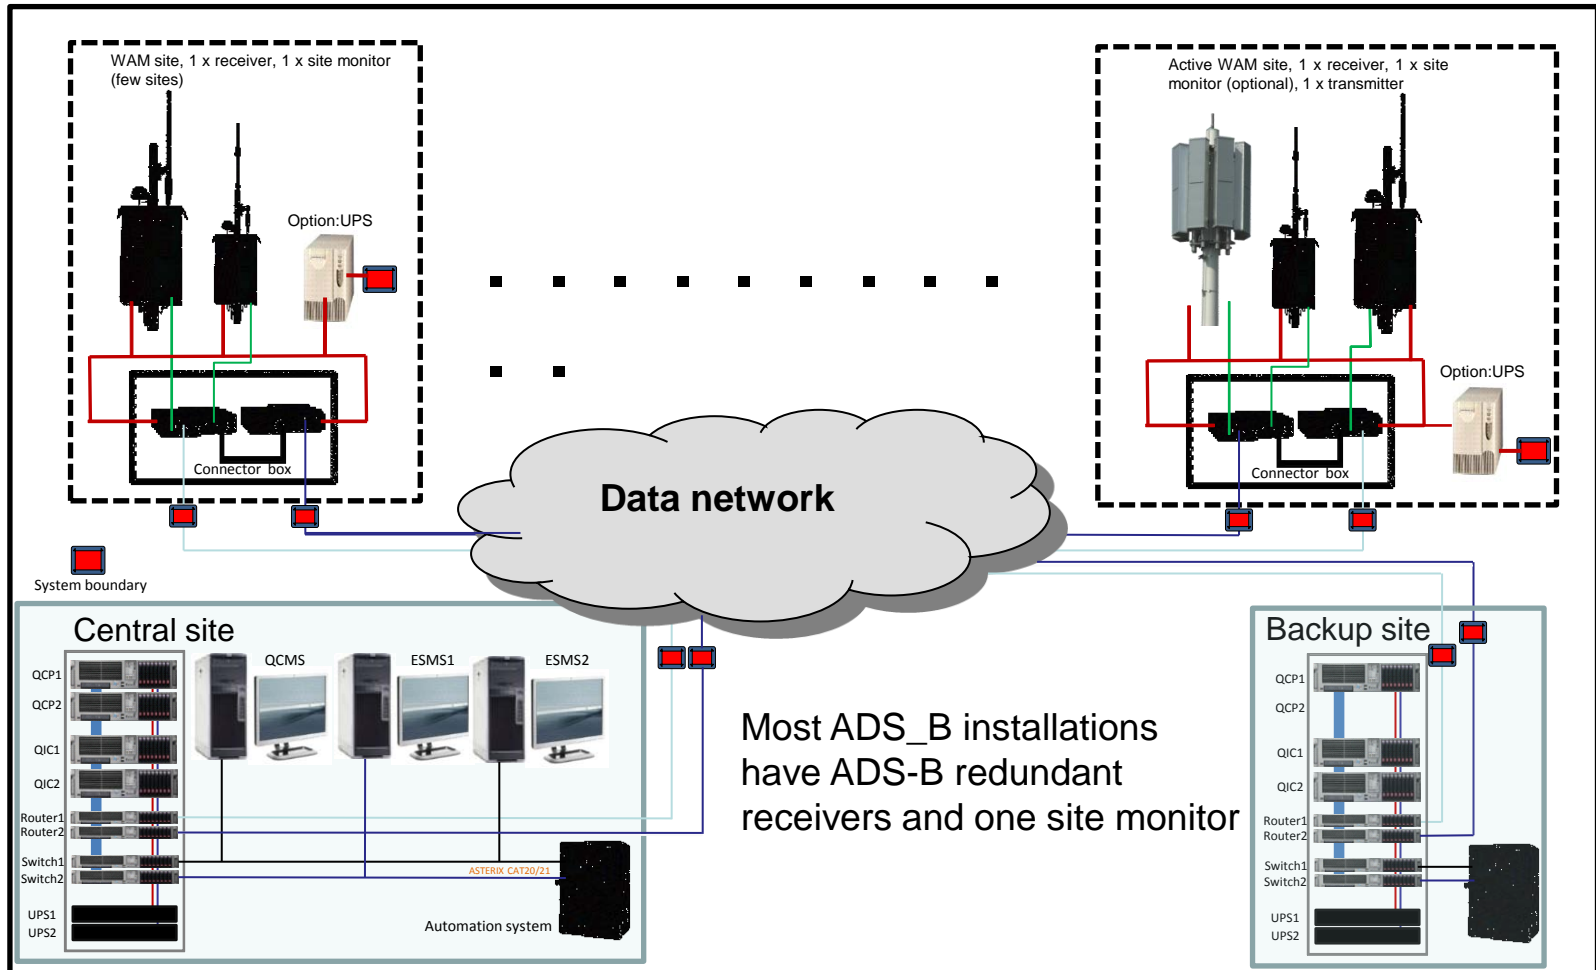 WAM site, 1 x receiver, 1 x site monitor
(few sites)
Option:UPS
Connector box
Active WAM site, 1 x receiver, 1 x site
monitor (optional), 1 x transmitter
Option:UPS
Connector box
Data network
System boundary
Central site
QCP1
QCP2
QIC1
QIC2
Router1
Router2
Switch1
Switch2
UPS1
UPS2
QCMS
ESMS1
ESMS2
ASTERIX CAT20/21
Automation system
Most ADS_B installations
have ADS-B redundant
receivers and one site monitor
Backup site
QCP1
QCP2
QIC1
QIC2
Router1
Router2
Switch1
Switch2
UPS1
UPS2